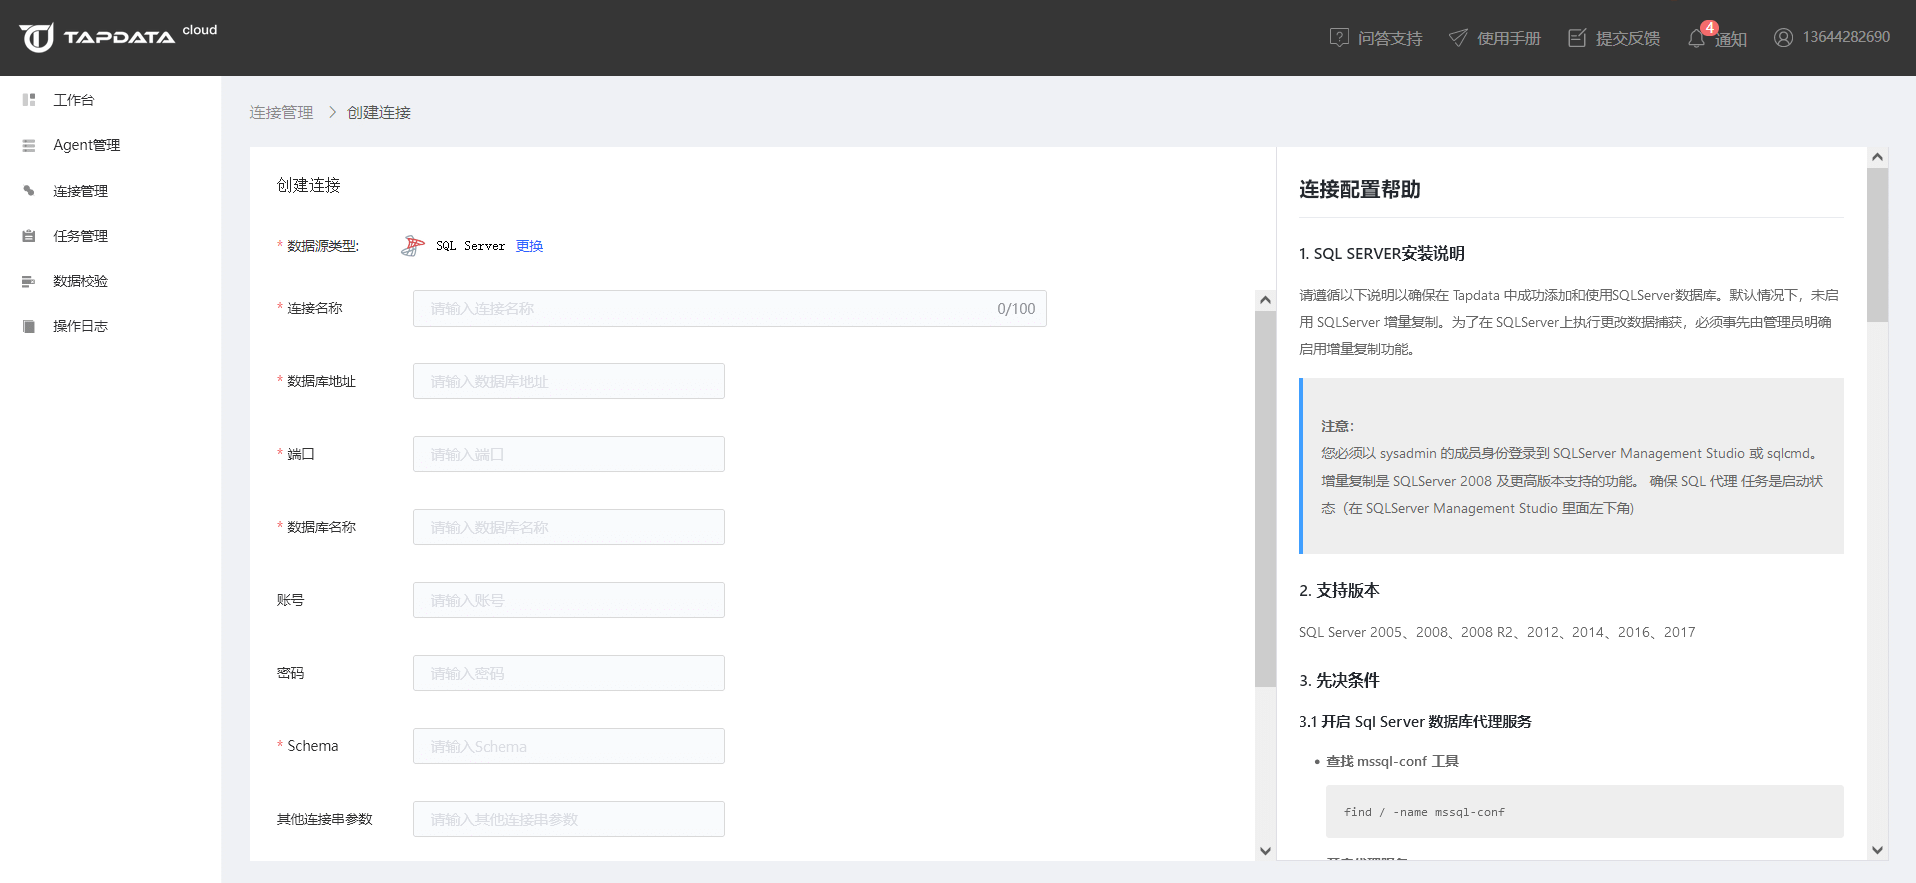 TAPDATA cloud
问答支持
使用手册
提交反馈
4
通知
13644282690
工作台
Agent管理
连接管理
任务管理
数据校验
操作日志
连接管理 > 创建连接
创建连接
* 数据源类型: SQL Server 更换
* 连接名称 请输入连接名称 0/100
* 数据库地址 请输入数据库地址
* 端口 请输入端口
* 数据库名称 请输入数据库名称
账号 请输入账号
密码 请输入密码
* Schema 请输入Schema
其他连接串参数 请输入其他连接串参数
连接配置帮助
1. SQL SERVER安装说明
请遵循以下说明以确保在 Tapdata 中成功添加和使用SQLServer数据库。默认情况下，未启
用 SQLServer 增量复制。为了在 SQLServer上执行更改数据捕获，必须事先由管理员明确
启用增量复制功能。
注意：
您必须以 sysadmin 的成员身份登录到 SQLServer Management Studio 或 sqlcmd。
增量复制是 SQLServer 2008 及更高版本支持的功能。 确保 SQL 代理 任务是启动状
态（在 SQLServer Management Studio 里面左下角)
2. 支持版本
SQL Server 2005、2008、2008 R2、2012、2014、2016、2017
3. 先决条件
3.1 开启 Sql Server 数据库代理服务
• 查找 mssql-conf 工具
find / -name mssql-conf